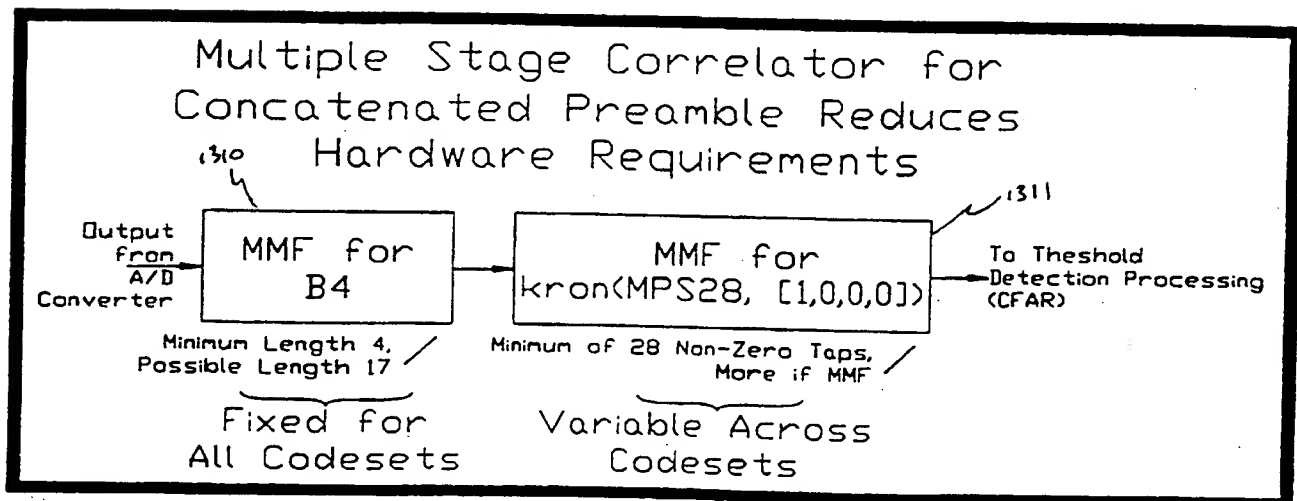 Multiple Stage Correlator for
Concatenated Preamble Reduces
Hardware Requirements
1310
1311
Output
from
A/D
Converter
MMF for
B4
MMF for
kron(MPS28, [1,0,0,0])
To Theshold
Detection Processing
(CFAR)
Minimum Length 4,
Possible Length 17
Minimum of 28 Non-Zero Taps,
More if MMF
Fixed for
All Codesets
Variable Across
Codesets